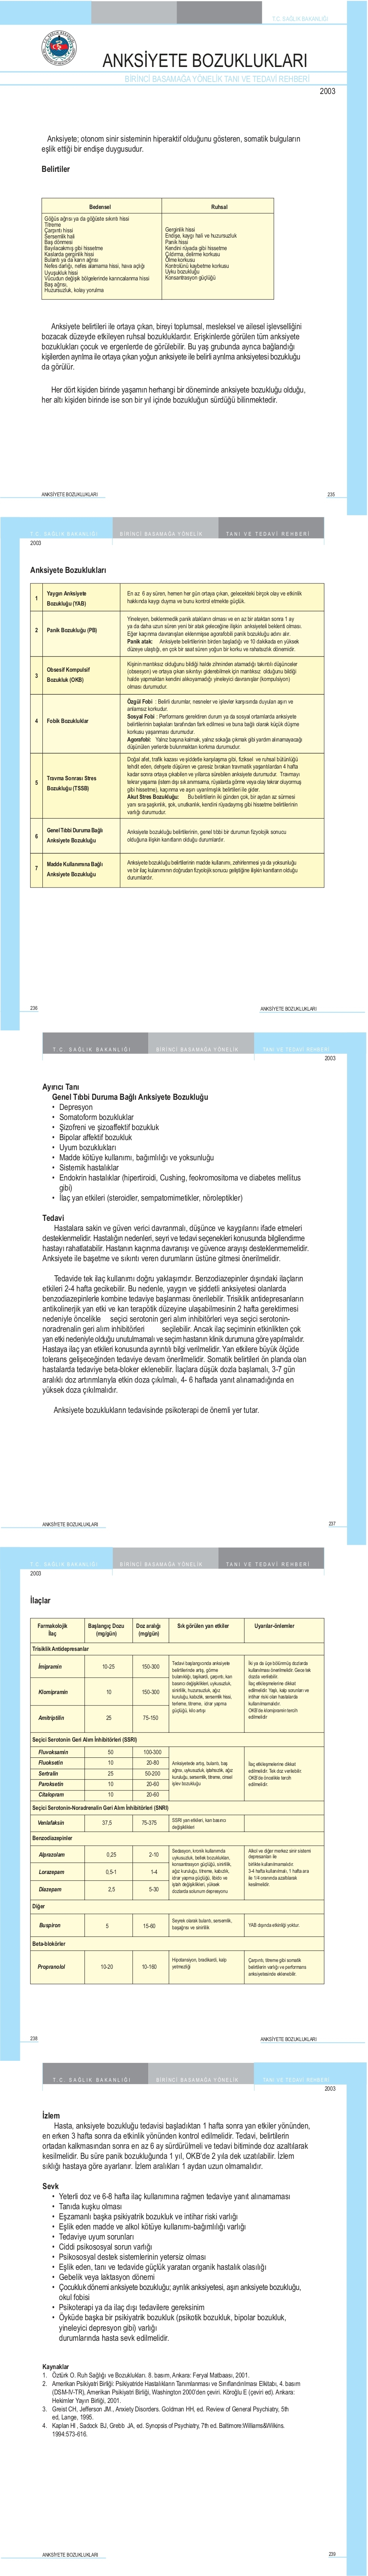 T.C. SAĞLIK BAKANLIĞI
ANKSİYETE BOZUKLUKLARI
BİRİNCİ BASAMAĞA YÖNELİK TANI VE TEDAVİ REHBERİ
2003
Anksiyete; otonom sinir sisteminin hiperaktif olduğunu gösteren, somatik bulguların
eşlik ettiği bir endişe duygusudur.
Belirtiler
Bedensel
Göğüs ağrısı ya da göğüste sıkıntı hissi
Titreme
Çarpıntı hissi
Sersemlik hali
Baş dönmesi
Bayılacakmış gibi hissetme
Kaslarda gerginlik hissi
Bulantı ya da karın ağrısı
Nefes darlığı, nefes alamama hissi, hava açlığı
Uyuşukluk hissi
Vücudun değişik bölgelerinde karıncalanma hissi
Baş ağrısı,
Huzursuzluk, kolay yorulma
Ruhsal
Gerginlik hissi
Endişe, kaygı hali ve huzursuzluk
Panik hissi
Kendini rüyada gibi hissetme
Çıldırma, delirme korkusu
Ölme korkusu
Kontrolünü kaybetme korkusu
Uyku bozukluğu
Konsantrasyon güçlüğü
Anksiyete belirtileri ile ortaya çıkan, bireyi toplumsal, mesleksel ve ailesel işlevselliğini
bozacak düzeyde etkileyen ruhsal bozukluklardır. Erişkinlerde görülen tüm anksiyete
bozuklukları çocuk ve ergenlerde de görülebilir. Bu yaş grubunda ayrıca bağlandığı
kişilerden ayrılma ile ortaya çıkan yoğun anksiyete ile belirli ayrılma anksiyetesi bozukluğu
da görülür.
Her dört kişiden birinde yaşamın herhangi bir döneminde anksiyete bozukluğu olduğu,
her altı kişiden birinde ise son bir yıl içinde bozukluğun sürdüğü bilinmektedir.
ANKSİYETE BOZUKLUKLARI
235
T.C. SAĞLIK BAKANLIĞI BİRİNCİ BASAMAĞA YÖNELİK TANI VE TEDAVİ REHBERİ
2003
Anksiyete Bozuklukları
1 Yaygın Anksiyete
Bozukluğu (YAB)
En az 6 ay süren, hemen her gün ortaya çıkan, gelecekteki birçok olay ve etkinlik
hakkında kaygı duyma ve bunu kontrol etmekte güçlük.
2 Panik Bozukluğu (PB)
Yineleyen, beklenmedik panik atakların olması ve en az bir ataktan sonra 1 ay
ya da daha uzun süren yeni bir atak geleceğine ilişkin anksiyeteli beklenti olması.
Eğer kaçınma davranışları eklenmişse agorafobili panik bozukluğu adını alır.
Panik atak: Anksiyete belirtilerinin birden başladığı ve 10 dakikada en yüksek
düzeye ulaştığı, en çok bir saat süren yoğun bir korku ve rahatsızlık dönemidir.
3 Obsesif Kompulsif
Bozukluk (OKB)
Kişinin mantıksız olduğunu bildiği halde zihninden atamadığı takıntılı düşünceler
(obsesyon) ve ortaya çıkan sıkıntıyı giderebilmek için mantıksız olduğunu bildiği
halde yapmaktan kendini alıkoyamadığı yineleyici davranışlar (kompulsiyon)
olması durumudur.
4 Fobik Bozukluklar
Özgül Fobi : Belirli durumlar, nesneler ve işlevler karşısında duyulan aşırı ve
anlamsız korkudur.
Sosyal Fobi : Performans gerektiren durum ya da sosyal ortamlarda anksiyete
belirtilerinin başkaları tarafından fark edilmesi ve buna bağlı olarak küçük düşme
korkusu yaşanması durumudur.
Agorafobi: Yalnız başına kalmak, yalnız sokağa çıkmak gibi yardım alınamayacağı
düşünülen yerlerde bulunmaktan korkma durumudur.
5 Travma Sonrası Stres
Bozukluğu (TSSB)
Doğal afet, trafik kazası ve şiddetle karşılaşma gibi, fiziksel ve ruhsal bütünlüğü
tehdit eden, dehşete düşüren ve çaresiz bırakan travmatik yaşantılardan 4 hafta
kadar sonra ortaya çıkabilen ve yıllarca sürebilen anksiyete durumudur. Travmayı
tekrar yaşama (istem dışı sık anımsama, rüyalarda görme veya olay tekrar oluyormuş
gibi hissetme), kaçınma ve aşırı uyarılmışlık belirtileri ile gider.
Akut Stres Bozukluğu: Bu belirtilerin iki günden çok, bir aydan az sürmesi
yanı sıra şaşkınlık, şok, unutkanlık, kendini rüyadaymış gibi hissetme belirtilerinin
varlığı durumudur.
6 Genel Tıbbi Duruma Bağlı
Anksiyete Bozukluğu
Anksiyete bozukluğu belirtilerinin, genel tıbbi bir durumun fizyolojik sonucu
olduğuna ilişkin kanıtların olduğu durumlardır.
7 Madde Kullanımına Bağlı
Anksiyete Bozukluğu
Anksiyete bozukluğu belirtilerinin madde kullanımı, zehirlenmesi ya da yoksunluğu
ve bir ilaç kulanımının doğrudan fizyolojik sonucu geliştiğine ilişkin kanıtların olduğu
durumlardır.
236
ANKSİYETE BOZUKLUKLARI
T.C. SAĞLIK BAKANLIĞI BİRİNCİ BASAMAĞA YÖNELİK TANI VE TEDAVİ REHBERİ
2003
Ayırıcı Tanı
Genel Tıbbi Duruma Bağlı Anksiyete Bozukluğu
• Depresyon
• Somatoform bozukluklar
• Şizofreni ve şizoaffektif bozukluk
• Bipolar affektif bozukluk
• Uyum bozuklukları
• Madde kötüye kullanımı, bağımlılığı ve yoksunluğu
• Sistemik hastalıklar
• Endokrin hastalıklar (hipertiroidi, Cushing, feokromositoma ve diabetes mellitus
gibi)
• İlaç yan etkileri (steroidler, sempatomimetikler, nöroleptikler)
Tedavi
Hastalara sakin ve güven verici davranmalı, düşünce ve kaygılarını ifade etmeleri
desteklenmelidir. Hastalığın nedenleri, seyri ve tedavi seçenekleri konusunda bilgilendirme
hastayı rahatlatabilir. Hastanın kaçınma davranışı ve güvence arayışı desteklenmemelidir.
Anksiyete ile başetme ve sıkıntı veren durumların üstüne gitmesi önerilmelidir.
Tedavide tek ilaç kullanımı doğru yaklaşımdır. Benzodiazepinler dışındaki ilaçların
etkileri 2-4 hafta gecikebilir. Bu nedenle, yaygın ve şiddetli anksiyetesi olanlarda
benzodiazepinlerle kombine tedaviye başlanması önerilebilir. Trisiklik antidepresanların
antikolinerjik yan etki ve kan terapötik düzeyine ulaşabilmesinin 2 hafta gerektirmesi
nedeniyle öncelikle seçici serotonin geri alım inhibitörleri veya seçici serotonin-
noradrenalin geri alım inhibitörleri seçilebilir. Ancak ilaç seçiminin etkinlikten çok
yan etki nedeniyle olduğu unutulmamalı ve seçim hastanın klinik durumuna göre yapılmalıdır.
Hastaya ilaç yan etkileri konusunda ayrıntılı bilgi verilmelidir. Yan etkilere büyük ölçüde
tolerans gelişeceğinden tedaviye devam önerilmelidir. Somatik belirtileri ön planda olan
hastalarda tedaviye beta-bloker eklenebilir. İlaçlara düşük dozda başlamalı, 3-7 gün
aralıklı doz artırımlarıyla etkin doza çıkılmalı, 4- 6 haftada yanıt alınamadığında en
yüksek doza çıkılmalıdır.
Anksiyete bozuklukların tedavisinde psikoterapi de önemli yer tutar.
ANKSİYETE BOZUKLUKLARI
237
T.C. SAĞLIK BAKANLIĞI BİRİNCİ BASAMAĞA YÖNELİK TANI VE TEDAVİ REHBERİ
2003
İlaçlar
Farmakolojik İlaç | Başlangıç Dozu (mg/gün) | Doz aralığı (mg/gün) | Sık görülen yan etkiler | Uyarılar-önlemler
Trisiklik Antidepresanlar
İmipramin 10-25 150-300
Klomipramin 10 150-300
Amitriptilin 25 75-150
Tedavi başlangıcında anksiyete
belirtilerinde artış, görme
bulanıklığı, taşikardi, çarpıntı, kan
basıncı değişiklikleri, uykusuzluk,
sinirlilik, huzursuzluk, ağız
kuruluğu, kabızlık, sersemlik hissi,
terleme, titreme, idrar yapma
güçlüğü, kilo artışı
İki ya da üçe bölünmüş dozlarda
kullanılması önerilmelidir. Gece tek
dozda verilebilir.
İlaç etkileşmelerine dikkat
edilmelidir. Yaşlı, kalp sorunları ve
intihar riski olan hastalarda
kullanılmamalıdır.
OKB'de klomipramin tercih
edilmelidir
Seçici Serotonin Geri Alım İnhibitörleri (SSRI)
Fluvoksamin 50 100-300
Fluoksetin 10 20-80
Sertralin 25 50-200
Paroksetin 10 20-60
Citalopram 10 20-60
Anksiyetede artış, bulantı, baş
ağrısı, uykusuzluk, iştahsızlık, ağız
kuruluğu, sersemlik, titreme, cinsel
işlev bozukluğu
İlaç etkileşmelerine dikkat
edilmelidir. Tek doz verilebilir.
OKB'de öncelikle tercih
edilmelidir.
Seçici Serotonin-Noradrenalin Geri Alım İnhibitörleri (SNRI)
Venlafaksin 37,5 75-375
SSRI yan etkileri, kan basıncı
değişiklikleri
Benzodiazepinler
Alprazolam 0,25 2-10
Lorazepam 0,5-1 1-4
Diazepam 2,5 5-30
Sedasyon, kronik kullanımda
uykusuzluk, bellek bozuklukları,
konsantrasyon güçlüğü, sinirlilik,
ağız kuruluğu, titreme, kabızlık,
idrar yapma güçlüğü, libido ve
iştah değişiklikleri, yüksek
dozlarda solunum depresyonu
Alkol ve diğer merkez sinir sistemi
depresanları ile
birlikte kullanılmamalıdır.
3-4 hafta kullanılmalı, 1 hafta ara
ile 1/4 oranında azaltılarak
kesilmelidir.
Diğer
Buspiron 5 15-60
Seyrek olarak bulantı, sersemlik,
başağrısı ve sinirlilik
YAB dışında etkinliği yoktur.
Beta-blokörler
Propranolol 10-20 10-160
Hipotansiyon, bradikardi, kalp
yetmezliği
Çarpıntı, titreme gibi somatik
belirtilerin varlığı ve performans
anksiyetesinde eklenebilir.
238
ANKSİYETE BOZUKLUKLARI
T.C. SAĞLIK BAKANLIĞI BİRİNCİ BASAMAĞA YÖNELİK TANI VE TEDAVİ REHBERİ
2003
İzlem
Hasta, anksiyete bozukluğu tedavisi başladıktan 1 hafta sonra yan etkiler yönünden,
en erken 3 hafta sonra da etkinlik yönünden kontrol edilmelidir. Tedavi, belirtilerin
ortadan kalkmasından sonra en az 6 ay sürdürülmeli ve tedavi bitiminde doz azaltılarak
kesilmelidir. Bu süre panik bozukluğunda 1 yıl, OKB'de 2 yıla dek uzatılabilir. İzlem
sıklığı hastaya göre ayarlanır. İzlem aralıkları 1 aydan uzun olmamalıdır.
Sevk
• Yeterli doz ve 6-8 hafta ilaç kullanımına rağmen tedaviye yanıt alınamaması
• Tanıda kuşku olması
• Eşzamanlı başka psikiyatrik bozukluk ve intihar riski varlığı
• Eşlik eden madde ve alkol kötüye kullanımı-bağımlılığı varlığı
• Tedaviye uyum sorunları
• Ciddi psikososyal sorun varlığı
• Psikososyal destek sistemlerinin yetersiz olması
• Eşlik eden, tanı ve tedavide güçlük yaratan organik hastalık olasılığı
• Gebelik veya laktasyon dönemi
• Çocukluk dönemi anksiyete bozukluğu; ayrılık anksiyetesi, aşırı anksiyete bozukluğu,
okul fobisi
• Psikoterapi ya da ilaç dışı tedavilere gereksinim
• Öyküde başka bir psikiyatrik bozukluk (psikotik bozukluk, bipolar bozukluk,
yineleyici depresyon gibi) varlığı
durumlarında hasta sevk edilmelidir.
Kaynaklar
1. Öztürk O. Ruh Sağlığı ve Bozuklukları. 8. basım, Ankara: Feryal Matbaası, 2001.
2. Amerikan Psikiyatri Birliği: Psikiyatride Hastalıkların Tanımlanması ve Sınıflandırılması Elkitabı, 4. basım
(DSM-IV-TR), Amerikan Psikiyatri Birliği, Washington 2000'den çeviri. Köroğlu E (çeviri ed). Ankara:
Hekimler Yayın Birliği, 2001.
3. Greist CH, Jefferson JM., Anxiety Disorders. Goldman HH, ed. Review of General Psychiatry, 5th
ed, Lange, 1995.
4. Kaplan HI , Sadock BJ, Grebb JA, ed. Synopsis of Psychiatry, 7th ed. Baltimore:Williams&Wilkins.
1994:573-616.
ANKSİYETE BOZUKLUKLARI
239